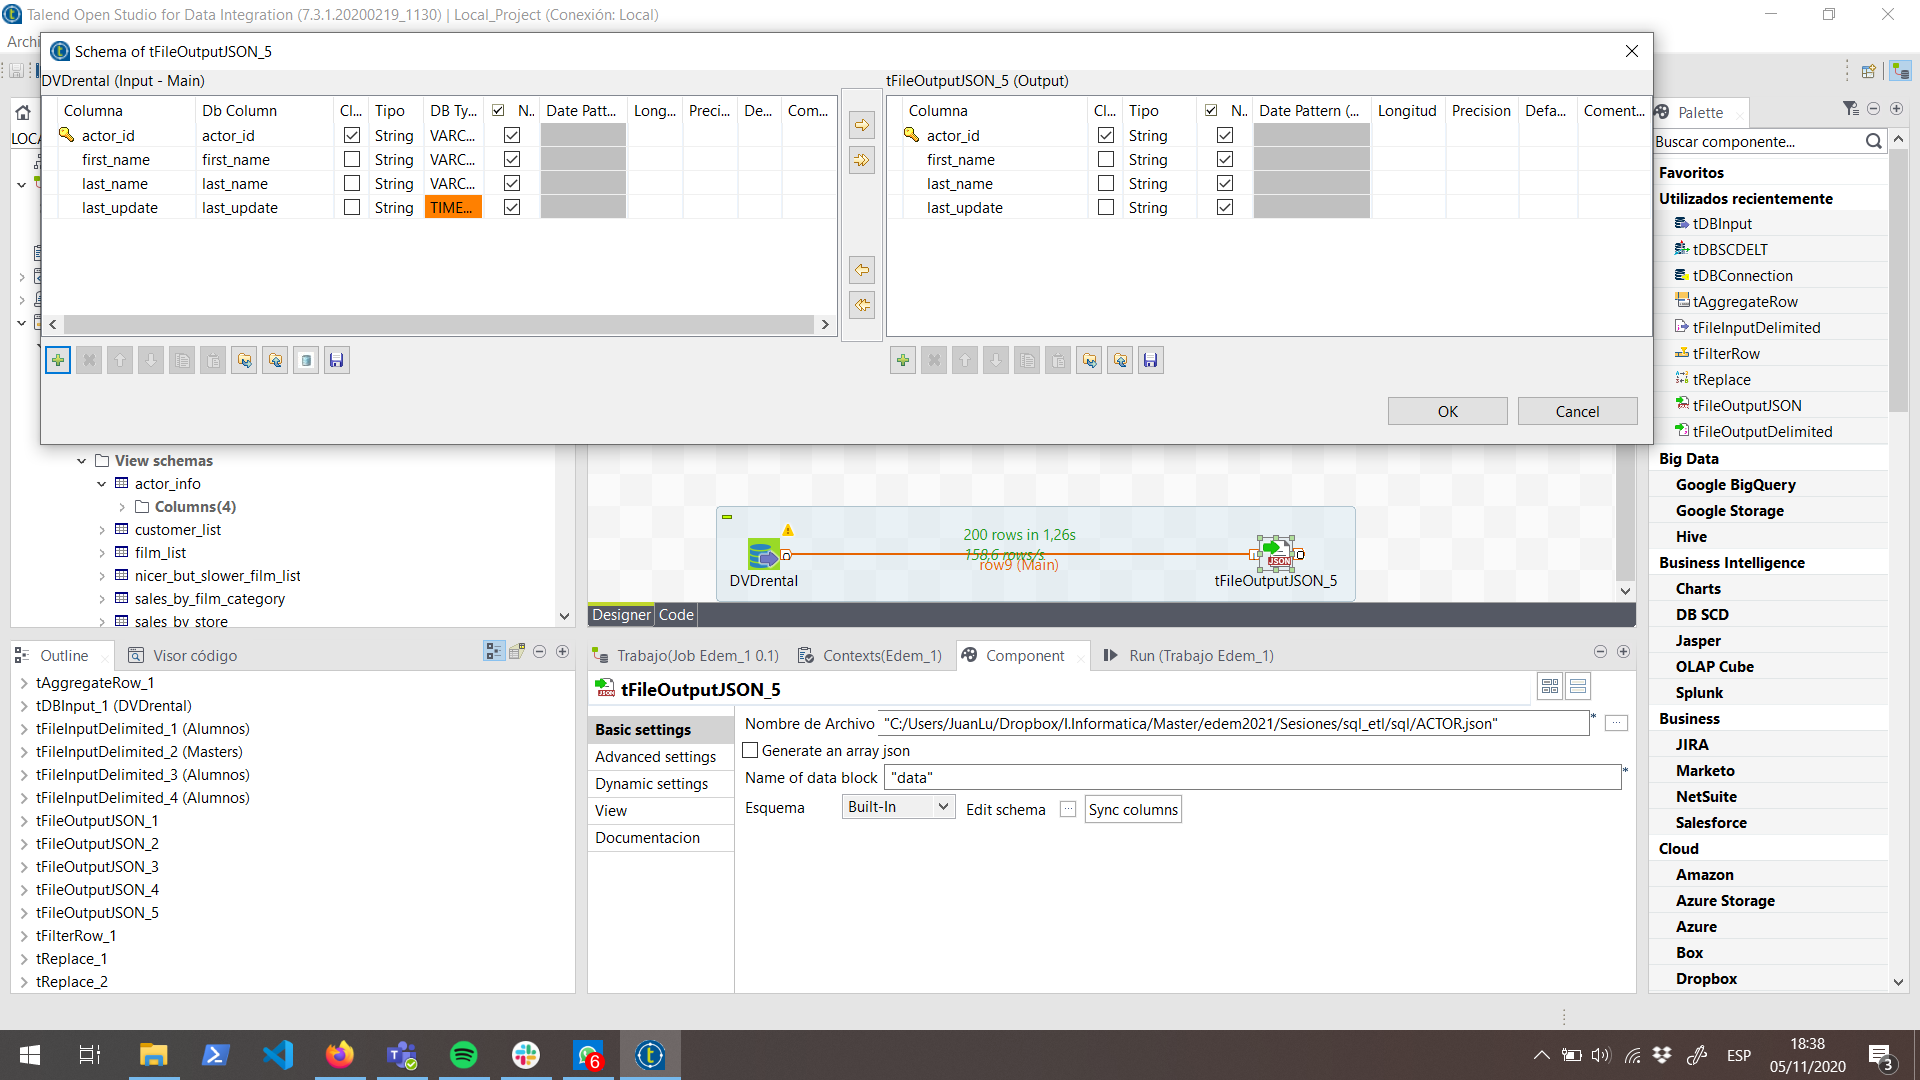 Talend Open Studio for Data Integration (7.3.1.20200219_1130) | Local_Project (Conexión: Local)
Archi
Schema of tFileOutputJSON_5
DVDrental (Input - Main)
Columna Db Column Cl... Tipo DB Ty... N.. Date Patt... Long... Preci... De... Com...
actor_id actor_id String VARC...
first_name first_name String VARC...
last_name last_name String VARC...
last_update last_update String TIME...
tFileOutputJSON_5 (Output)
Columna Cl... Tipo N.. Date Pattern (... Longitud Precision Defa... Coment...
actor_id String
first_name String
last_name String
last_update String
OK Cancel
LOCA
View schemas
actor_info
Columns(4)
customer_list
film_list
nicer_but_slower_film_list
sales_by_film_category
sales_by_store
200 rows in 1,26s
158,6 rows/s
row9 (Main)
DVDrental
tFileOutputJSON_5
Designer Code
Palette
Buscar componente...
Favoritos
Utilizados recientemente
tDBInput
tDBSCDELT
tDBConnection
tAggregateRow
tFileInputDelimited
tFilterRow
tReplace
tFileOutputJSON
tFileOutputDelimited
Big Data
Google BigQuery
Google Storage
Hive
Business Intelligence
Charts
DB SCD
Jasper
OLAP Cube
Splunk
Business
JIRA
Marketo
NetSuite
Salesforce
Cloud
Amazon
Azure Storage
Azure
Box
Dropbox
Outline Visor código
tAggregateRow_1
tDBInput_1 (DVDrental)
tFileInputDelimited_1 (Alumnos)
tFileInputDelimited_2 (Masters)
tFileInputDelimited_3 (Alumnos)
tFileInputDelimited_4 (Alumnos)
tFileOutputJSON_1
tFileOutputJSON_2
tFileOutputJSON_3
tFileOutputJSON_4
tFileOutputJSON_5
tFilterRow_1
tReplace_1
tReplace_2
Trabajo(Job Edem_1 0.1) Contexts(Edem_1) Component Run (Trabajo Edem_1)
JSON tFileOutputJSON_5
Basic settings
Advanced settings
Dynamic settings
View
Documentacion
Nombre de Archivo "C:/Users/JuanLu/Dropbox/I.Informatica/Master/edem2021/Sesiones/sql_etl/sql/ACTOR.json" * ...
Generate an array json
Name of data block "data" *
Esquema Built-In Edit schema ... Sync columns
6
ESP
18:38
05/11/2020
3